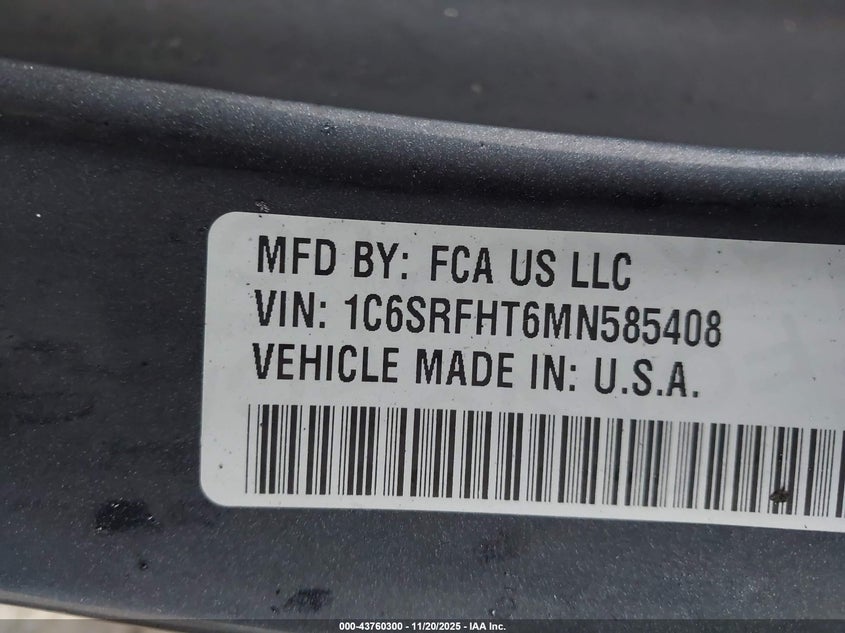 MFD BY: FCA US LLC
VIN: 1C6SRFHT6MN585408
VEHICLE MADE IN: U.S.A.
000-43760300 - 11/20/2025 - IAA Inc.